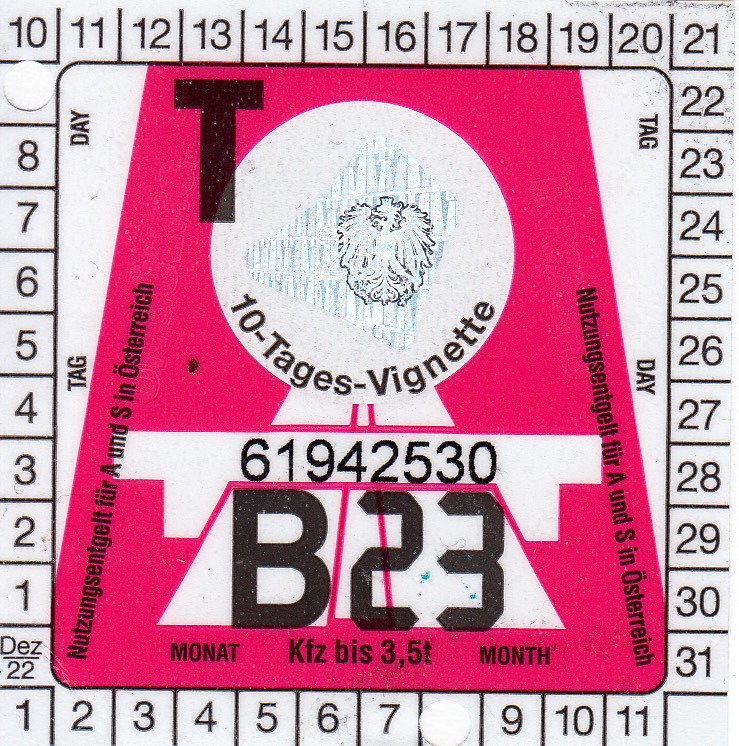 10 11 12 13 14 15 16 17 18 19 20 21
22
23
24
25
26
27
28
29
30
31
8
7
6
5
4
3
2
1
Dez
22
1 2 3 4 5 6 7 9 10 11
DAY
TAG
TAG
DAY
T
10-Tages-Vignette
Nutzungsentgelt für A und S in Österreich
Nutzungsentgelt für A und S in Österreich
61942530
B23
MONAT Kfz bis 3,5t MONTH